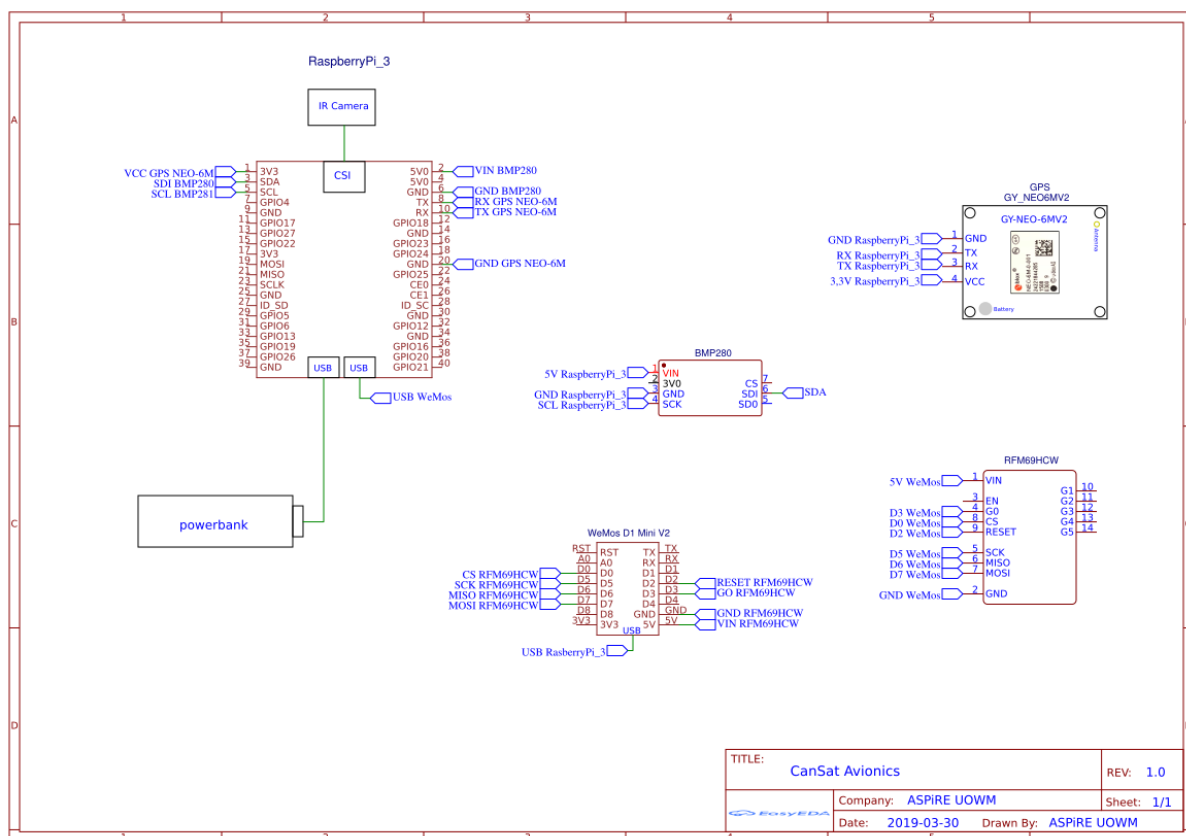 1 2 3 4 5
A
B
C
D
RaspberryPi_3
IR Camera
CSI
VCC GPS NEO-6M 1 3V3
SDI BMP280 3 SDA
SCL BMP281 5 SCL
7 GPIO4
9 GND
11 GPIO17
13 GPIO27
15 GPIO22
17 3V3
19 MOSI
21 MISO
23 SCLK
25 GND
27 ID_SD
29 GPIO5
31 GPIO6
33 GPIO13
35 GPIO19
37 GPIO26
39 GND
5V0 2 VIN BMP280
5V0 4
GND 6 GND BMP280
TX 8 RX GPS NEO-6M
RX 10 TX GPS NEO-6M
GPIO18 12
GND 14
GPIO23 16
GPIO24 18
GND 20 GND GPS NEO-6M
GPIO25 22
CE0 24
CE1 26
ID_SC 28
GND 30
GPIO12 32
GND 34
GPIO16 36
GPIO20 38
GPIO21 40
USB USB
USB WeMos
powerbank
GPS
GY_NEO6MV2
GY-NEO-6MV2
Antenna
GND RaspberryPi_3 1 GND
RX RaspberryPi_3 2 TX
TX RaspberryPi_3 3 RX
3,3V RaspberryPi_3 4 VCC
Battery
BMP280
5V RaspberryPi_3 1 VIN
2 3V0
GND RaspberryPi_3 3 GND
SCL RaspberryPi_3 4 SCK
CS 7
SDI 6 SDA
SD0 5
RFM69HCW
5V WeMos 1 VIN
3 EN
D3 WeMos 4 G0
D0 WeMos 8 CS
D2 WeMos 9 RESET
D5 WeMos 5 SCK
D6 WeMos 6 MISO
D7 WeMos 7 MOSI
GND WeMos 2 GND
G1 10
G2 11
G3 12
G4 13
G5 14
WeMos D1 Mini V2
RST RST
A0 A0
CS RFM69HCW D0 D0
SCK RFM69HCW D5 D5
MISO RFM69HCW D6 D6
MOSI RFM69HCW D7 D7
D8 D8
3V3 3V3
TX TX
RX RX
D1 D1
D2 D2 RESET RFM69HCW
D3 D3 GO RFM69HCW
D4 D4
GND GND GND RFM69HCW
5V 5V VIN RFM69HCW
USB
USB RasberryPi_3
TITLE:
CanSat Avionics
REV: 1.0
EasyEDA
Company: ASPiRE UOWM
Sheet: 1/1
Date: 2019-03-30 Drawn By: ASPiRE UOWM
1 2 3 4 5